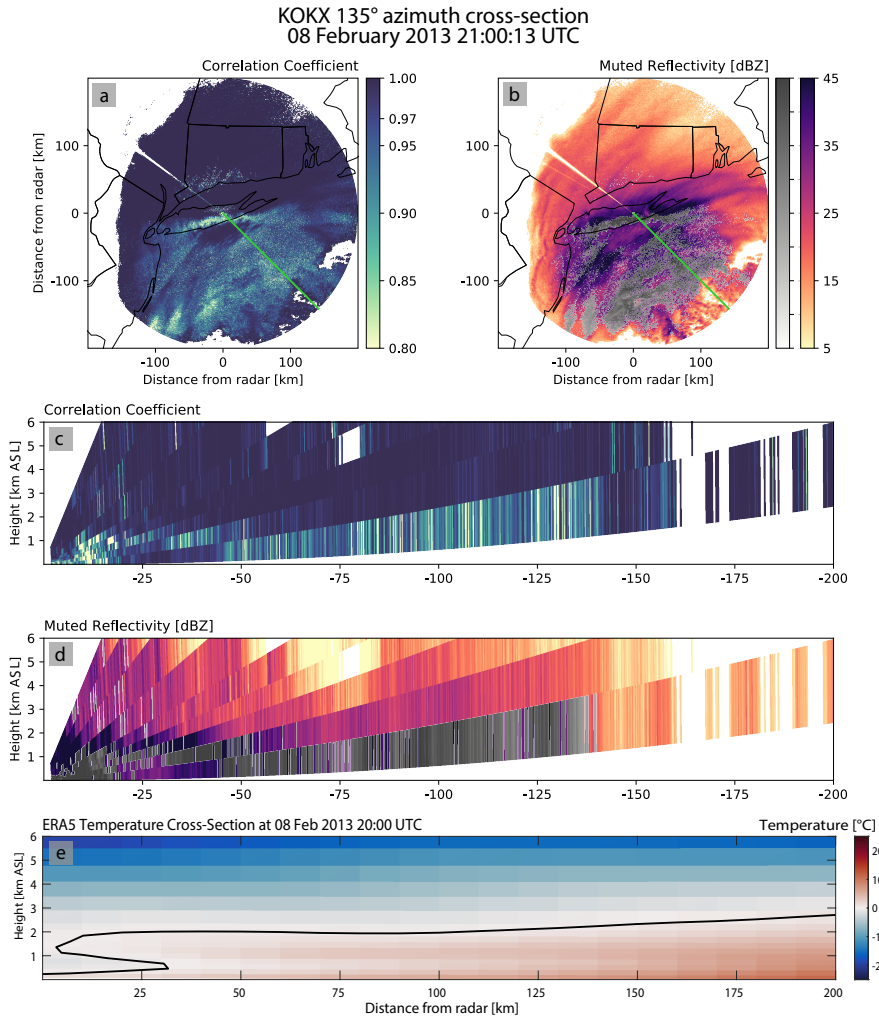 KOKX 135° azimuth cross-section
08 February 2013 21:00:13 UTC
Correlation Coefficient
Muted Reflectivity [dBZ]
a
b
1.00
0.97
0.95
0.90
0.85
0.80
45
35
25
15
5
100
0
-100
100
0
-100
Distance from radar [km]
-100 0 100
-100 0 100
Distance from radar [km]
Distance from radar [km]
Correlation Coefficient
c
6
5
4
3
2
1
Height [km ASL]
-25 -50 -75 -100 -125 -150 -175 -200
Muted Reflectivity [dBZ]
d
6
5
4
3
2
1
Height [km ASL]
-25 -50 -75 -100 -125 -150 -175 -200
ERA5 Temperature Cross-Section at 08 Feb 2013 20:00 UTC
Temperature [°C]
e
6
5
4
3
2
1
Height [km ASL]
20
10
0
-1
-2
25 50 75 100 125 150 175 200
Distance from radar [km]